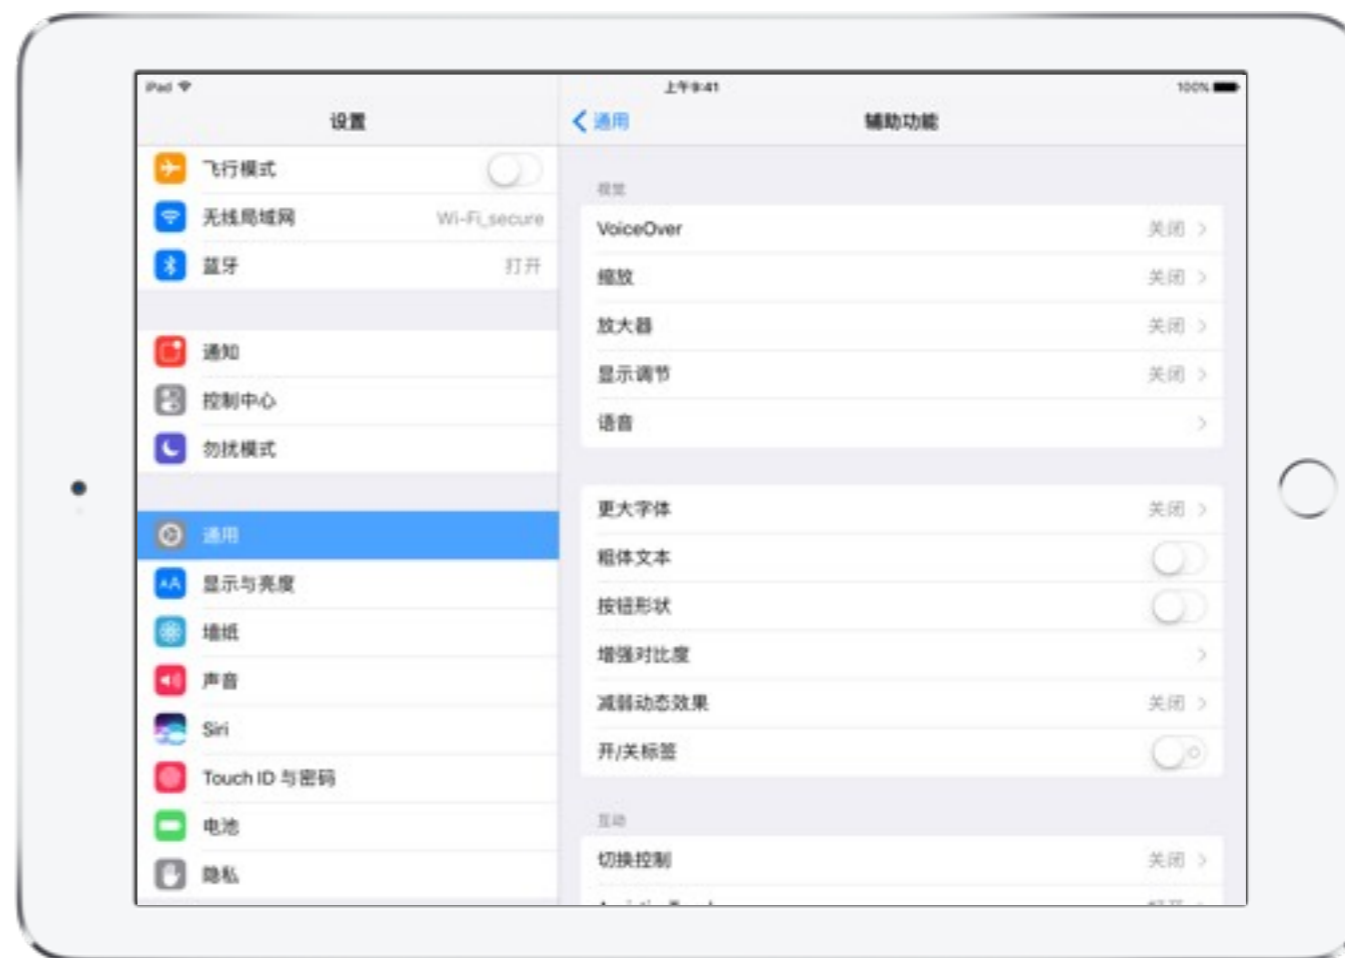 iPad
上午9:41
100%
设置
飞行模式
无线局域网 Wi-Fi_secure
蓝牙 打开
通知
控制中心
勿扰模式
通用
显示与亮度
墙纸
声音
Siri
Touch ID 与密码
电池
隐私
通用 辅助功能
视觉
VoiceOver 关闭
缩放 关闭
放大器 关闭
显示调节 关闭
语音
更大字体 关闭
粗体文本
按钮形状
增强对比度
减弱动态效果 关闭
开/关标签
互动
切换控制 关闭